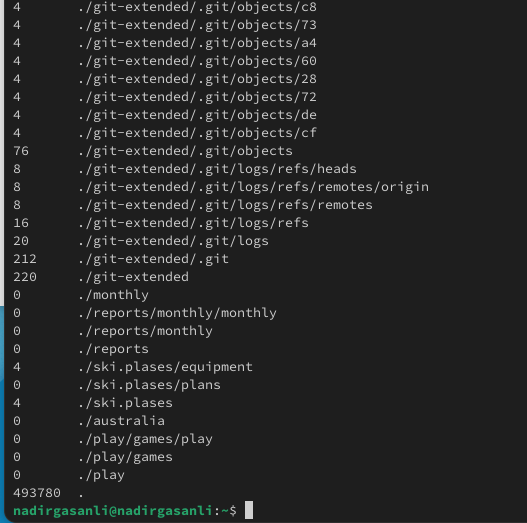 4	./git-extended/.git/objects/c8
4	./git-extended/.git/objects/73
4	./git-extended/.git/objects/a4
4	./git-extended/.git/objects/60
4	./git-extended/.git/objects/28
4	./git-extended/.git/objects/72
4	./git-extended/.git/objects/de
4	./git-extended/.git/objects/cf
76	./git-extended/.git/objects
8	./git-extended/.git/logs/refs/heads
8	./git-extended/.git/logs/refs/remotes/origin
8	./git-extended/.git/logs/refs/remotes
16	./git-extended/.git/logs/refs
20	./git-extended/.git/logs
212	./git-extended/.git
220	./git-extended
0	./monthly
0	./reports/monthly/monthly
0	./reports/monthly
0	./reports
4	./ski.plases/equipment
0	./ski.plases/plans
4	./ski.plases
0	./australia
0	./play/games/play
0	./play/games
0	./play
493780	.
nadirgasanli@nadirgasanli:~$